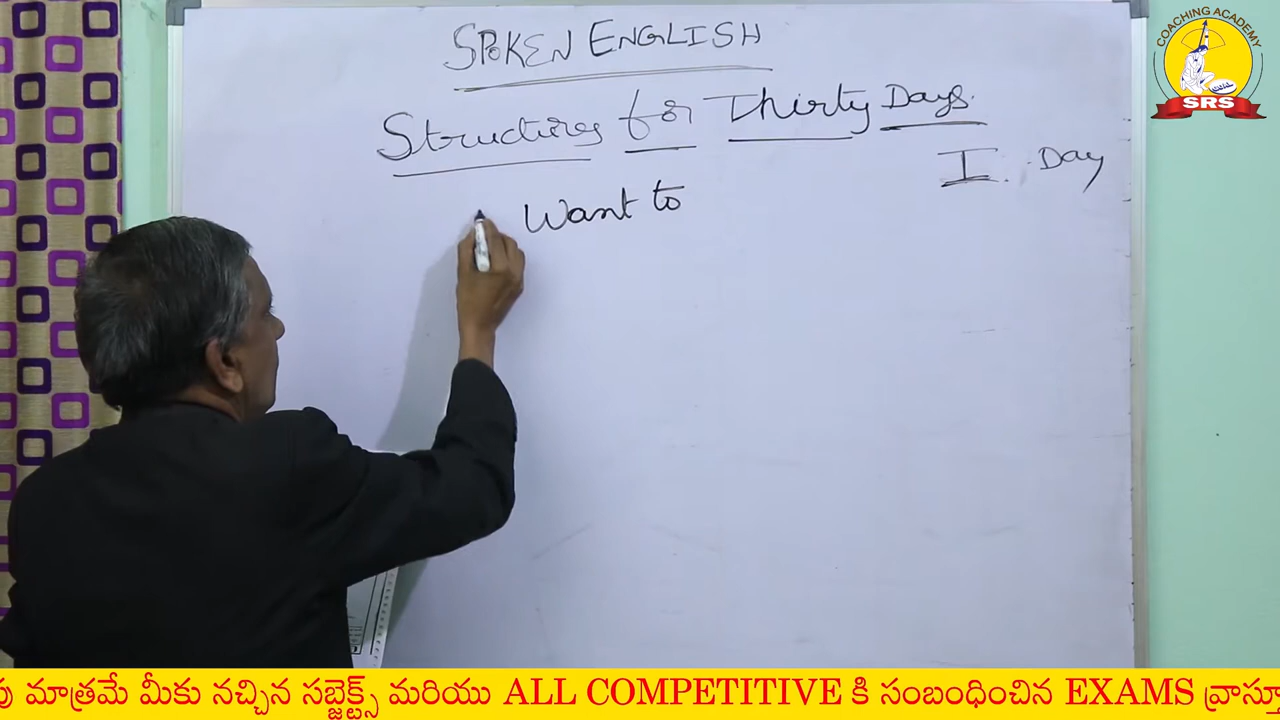 SPOKEN ENGLISH
Structures for Thirty Days.
I. Day
Want to
COACHING ACADEMY
SRS
మాత్రమే మీకు నచ్చిన సబ్జెక్ట్స్ మరియు ALL COMPETITIVE కి సంబంధించిన EXAMS